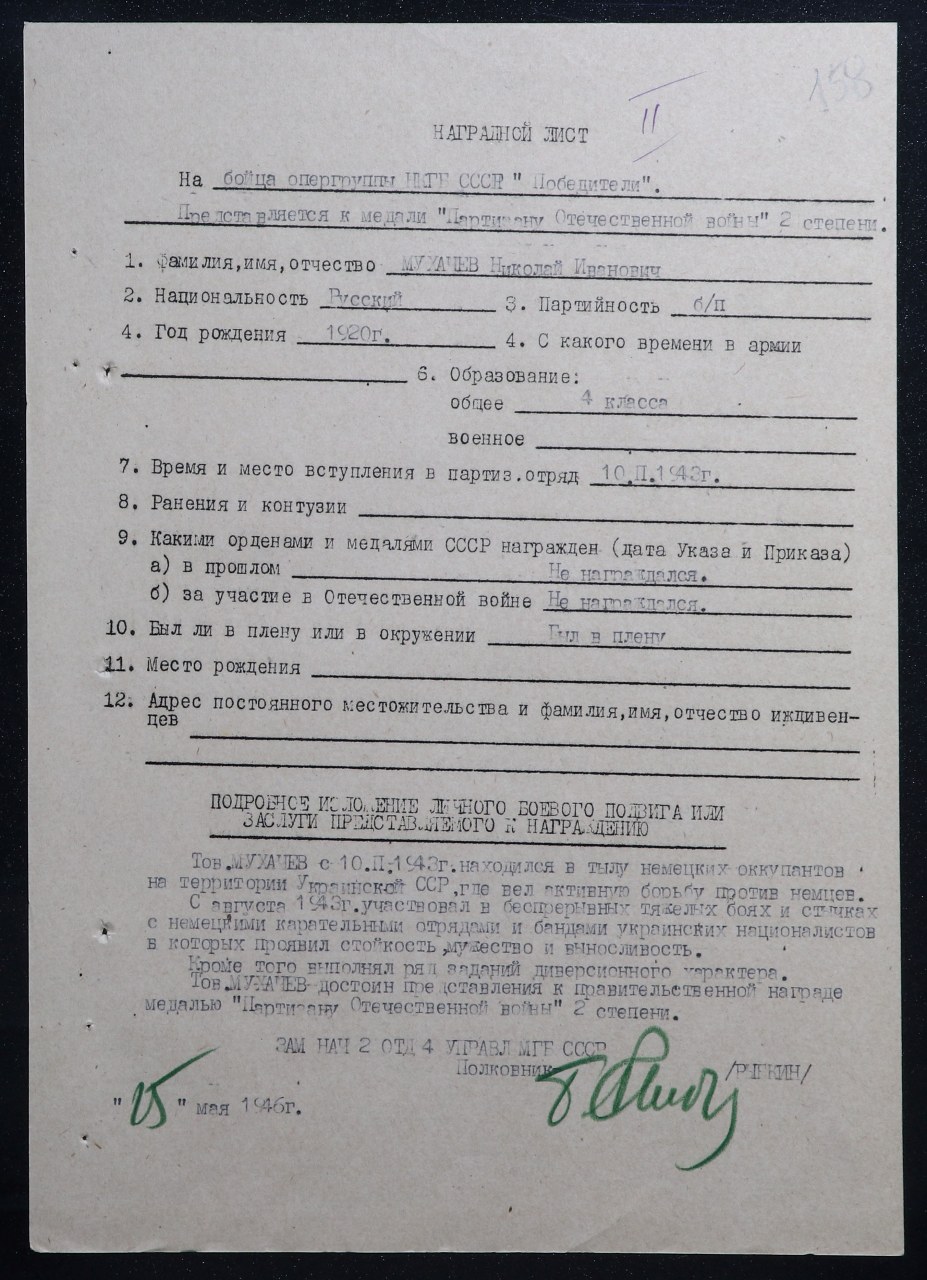 158
II
НАГРАДНОЙ ЛИСТ
На бойца опергруппы НКГБ СССР " Победители".
Представляется к медали "Партизану Отечественной войны" 2 степени.
1. Фамилия,имя,отчество МУХАЧЕВ Николай Иванович
2. Национальность Русский 3. Партийность б/п
4. Год рождения 1920г. 4. С какого времени в армии
6. Образование:
общее 4 класса
военное
7. Время и место вступления в партиз.отряд 10.П.1943г.
8. Ранения и контузии
9. Какими орденами и медалями СССР награжден (дата Указа и Приказа)
а) в прошлом Не награждался.
б) за участие в Отечественной войне Не награждался.
10. Был ли в плену или в окружении Был в плену
11. Место рождения
12. Адрес постоянного местожительства и фамилия,имя,отчество иждивен-
цев
ПОДРОБНОЕ ИЗЛОЖЕНИЕ ЛИЧНОГО БОЕВОГО ПОДВИГА ИЛИ
ЗАСЛУГИ ПРЕДСТАВЛЯЕМОГО К НАГРАЖДЕНИЮ
Тов.МУХАЧЕВ с 10.П.1943г.находился в тылу немецких оккупантов
на территории Украинской ССР,где вел активную борьбу против немцев.
С августа 1943г.участвовал в беспрерывных тяжелых боях и стычках
с немецкими карательными отрядами и бандами украинских националистов
в которых проявил стойкость,мужество и выносливость.
Кроме того выполнял ряд заданий диверсионного характера.
Тов.МУХАЧЕВ достоин представления к правительственной награде
медалью "Партизану Отечественной войны" 2 степени.
ЗАМ НАЧ 2 ОТД 4 УПРАВЛ МГБ СССР
Полковник /РЧЕКИН/
"25" мая 1946г.